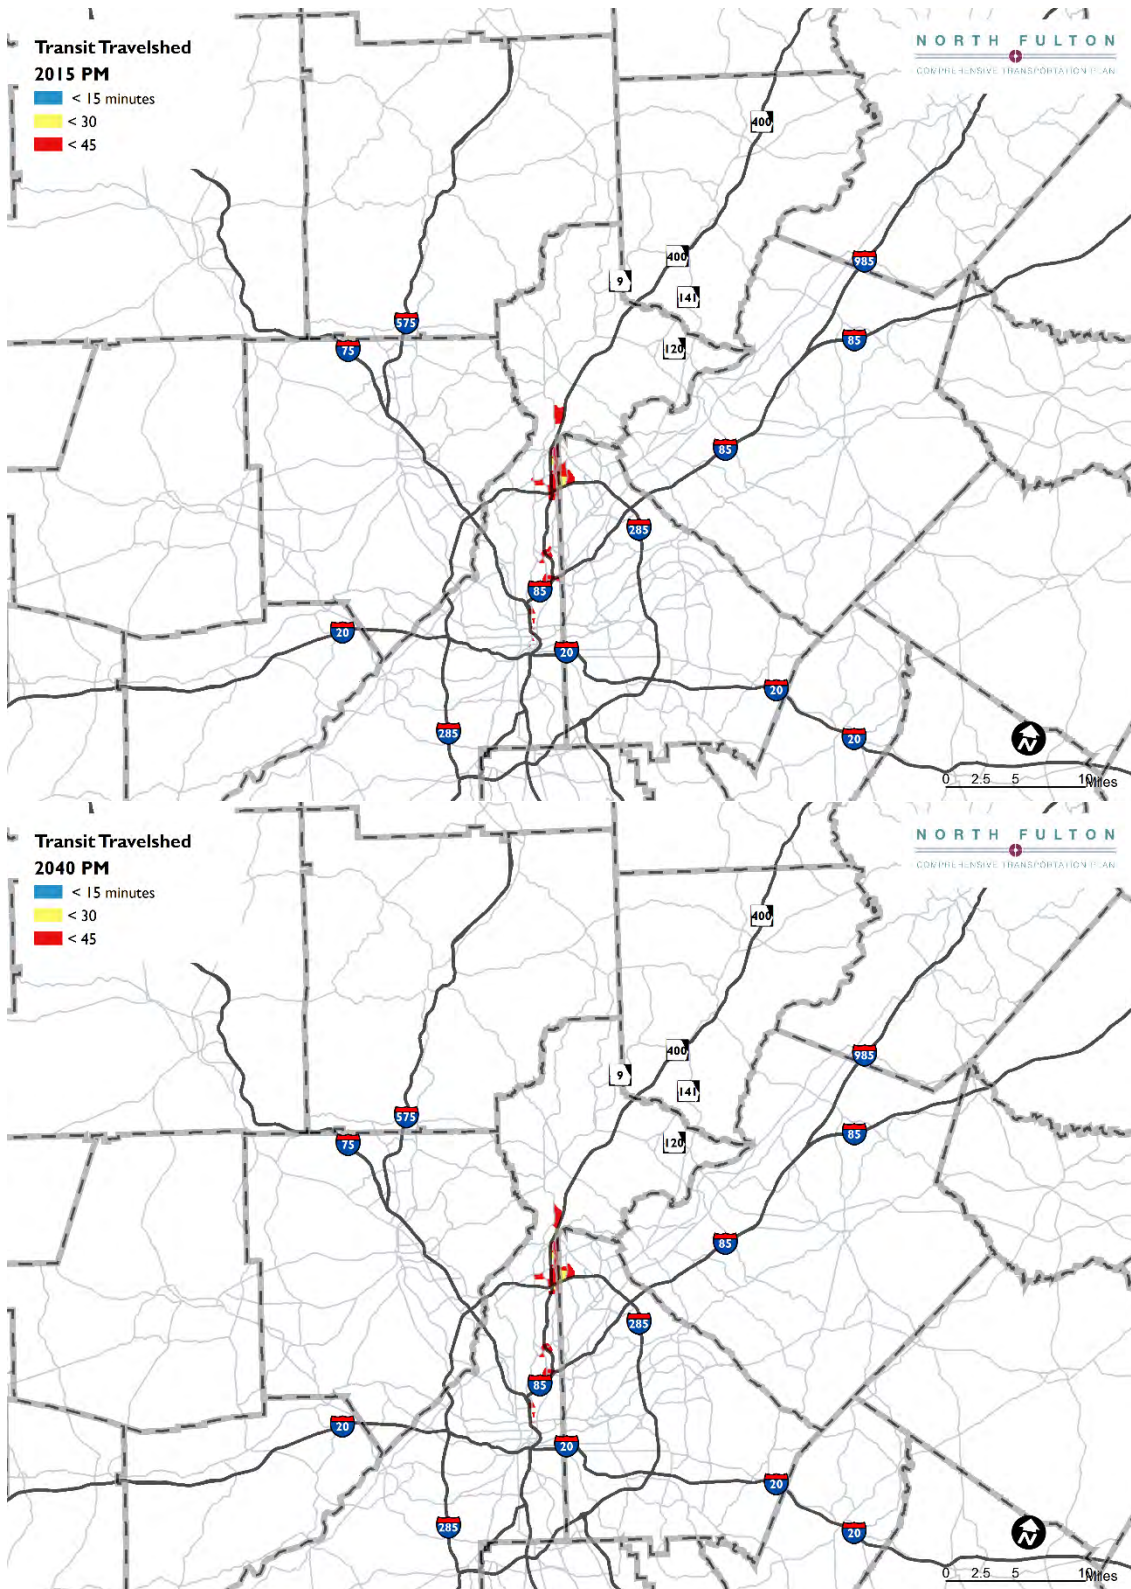 Transit Travelshed
2015 PM
< 15 minutes
< 30
< 45
NORTH FULTON
COMPREHENSIVE TRANSPORTATION PLAN
400
985
400
9
141
575
75
85
120
85
285
85
20
20
20
285
20
N
0 2.5 5 10
Miles
Transit Travelshed
2040 PM
< 15 minutes
< 30
< 45
NORTH FULTON
COMPREHENSIVE TRANSPORTATION PLAN
400
985
400
9
141
575
75
85
120
85
285
85
20
20
20
285
20
N
0 2.5 5 10
Miles